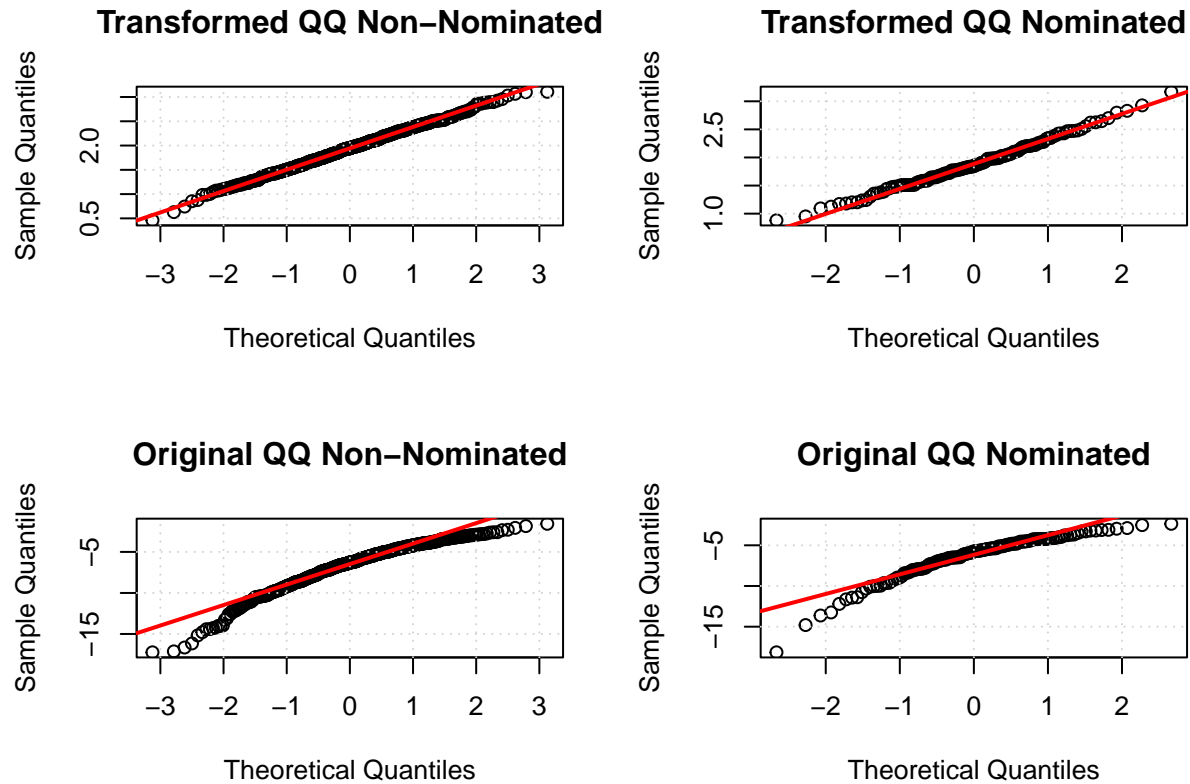 Transformed QQ Non−Nominated
Sample Quantiles
2.0
0.5
−3 −2 −1 0 1 2 3
Theoretical Quantiles
Transformed QQ Nominated
Sample Quantiles
2.5
1.0
−2 −1 0 1 2
Theoretical Quantiles
Original QQ Non−Nominated
Sample Quantiles
−5
−15
−3 −2 −1 0 1 2 3
Theoretical Quantiles
Original QQ Nominated
Sample Quantiles
−5
−15
−2 −1 0 1 2
Theoretical Quantiles